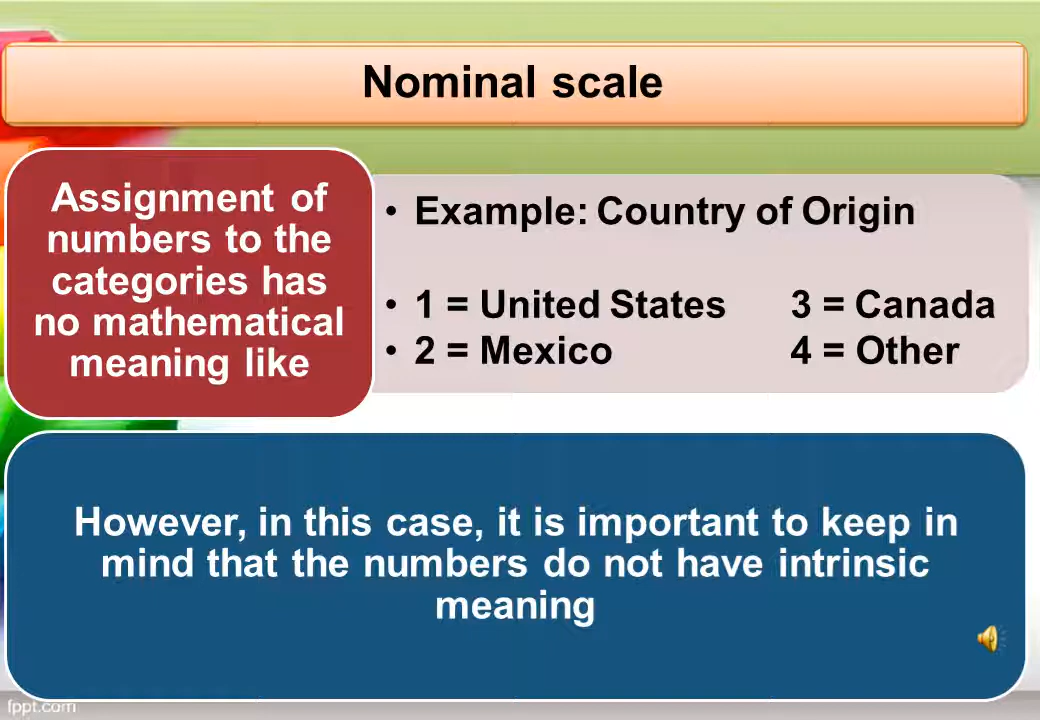 Nominal scale
Assignment of
numbers to the
categories has
no mathematical
meaning like
• Example: Country of Origin
• 1 = United States 3 = Canada
• 2 = Mexico 4 = Other
However, in this case, it is important to keep in
mind that the numbers do not have intrinsic
meaning
fppt.com